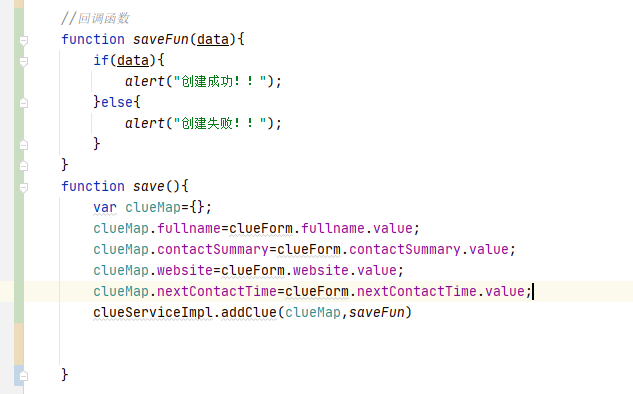 //回调函数
function saveFun(data){
if(data){
alert("创建成功！！");
}else{
alert("创建失败！！");
}
}
function save(){
var clueMap={};
clueMap.fullname=clueForm.fullname.value;
clueMap.contactSummary=clueForm.contactSummary.value;
clueMap.website=clueForm.website.value;
clueMap.nextContactTime=clueForm.nextContactTime.value;
clueServiceImpl.addClue(clueMap,saveFun)
}